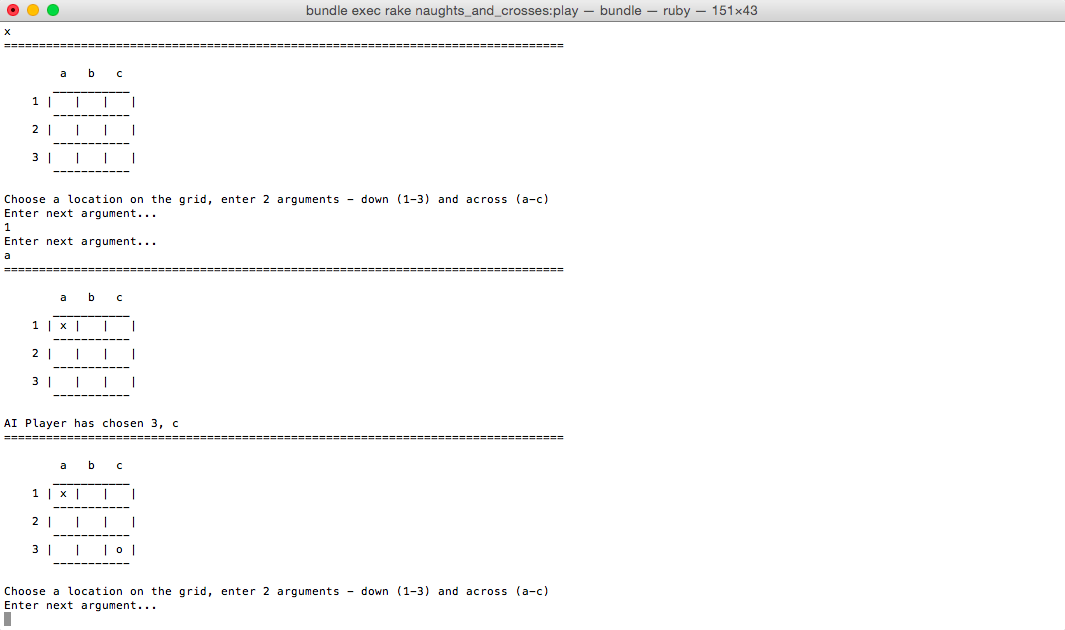 bundle exec rake naughts_and_crosses:play — bundle — ruby — 151×43
x
================================================================================
        a   b   c
       ___________
    1 |   |   |   |
       -----------
    2 |   |   |   |
       -----------
    3 |   |   |   |
       -----------
Choose a location on the grid, enter 2 arguments - down (1-3) and across (a-c)
Enter next argument...
1
Enter next argument...
a
================================================================================
        a   b   c
       ___________
    1 | x |   |   |
       -----------
    2 |   |   |   |
       -----------
    3 |   |   |   |
       -----------
AI Player has chosen 3, c
================================================================================
        a   b   c
       ___________
    1 | x |   |   |
       -----------
    2 |   |   |   |
       -----------
    3 |   |   | o |
       -----------
Choose a location on the grid, enter 2 arguments - down (1-3) and across (a-c)
Enter next argument...